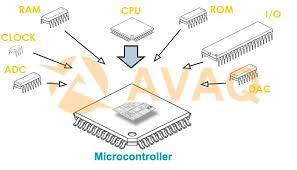 RAM
CPU
ROM
I/O
CLOCK
ADC
DAC
AVAQ
Microcontroller